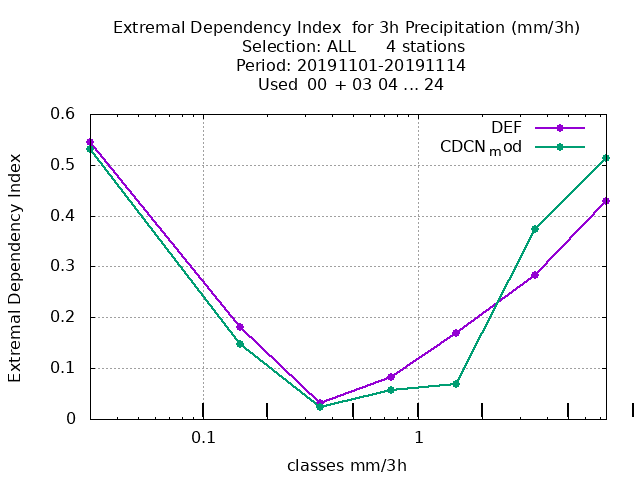 Extremal Dependency Index  for 3h Precipitation (mm/3h)
Selection: ALL      4 stations
Period: 20191101-20191114
Used  00  + 03 04 ... 24
0.6
0.5
0.4
0.3
0.2
0.1
0
Extremal Dependency Index
DEF
CDCN_mod
0.1
1
classes mm/3h